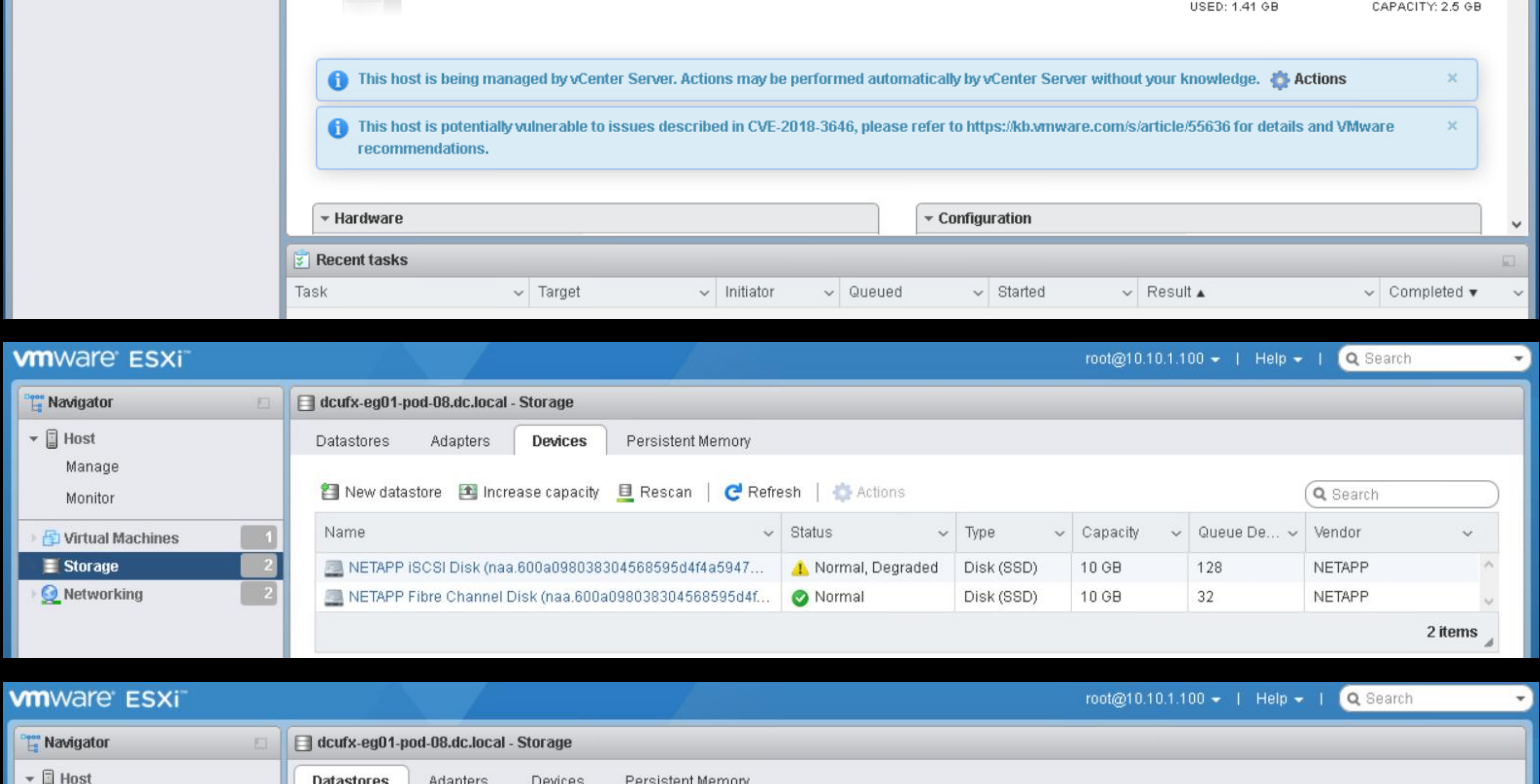 USED: 1.41 GB CAPACITY: 2.5 GB
This host is being managed by vCenter Server. Actions may be performed automatically by vCenter Server without your knowledge. Actions
This host is potentially vulnerable to issues described in CVE-2018-3646, please refer to https://kb.vmware.com/s/article/55636 for details and VMware
recommendations.
Hardware Configuration
Recent tasks
Task Target Initiator Queued Started Result ▲ Completed ▼
vmware® ESXi™ root@10.10.1.100 | Help | Search
Navigator dcufx-eg01-pod-08.dc.local - Storage
Host Datastores Adapters Devices Persistent Memory
Manage
Monitor New datastore Increase capacity Rescan | Refresh | Actions Search
Name Status Type Capacity Queue De... Vendor
Virtual Machines 1
Storage 2 NETAPP iSCSI Disk (naa.600a098038304568595d4f4a5947... Normal, Degraded Disk (SSD) 10 GB 128 NETAPP
Networking 2 NETAPP Fibre Channel Disk (naa.600a098038304568595d4f... Normal Disk (SSD) 10 GB 32 NETAPP
2 items
vmware® ESXi™ root@10.10.1.100 | Help | Search
Navigator dcufx-eg01-pod-08.dc.local - Storage
Host Datastores Adapters Devices Persistent Memory